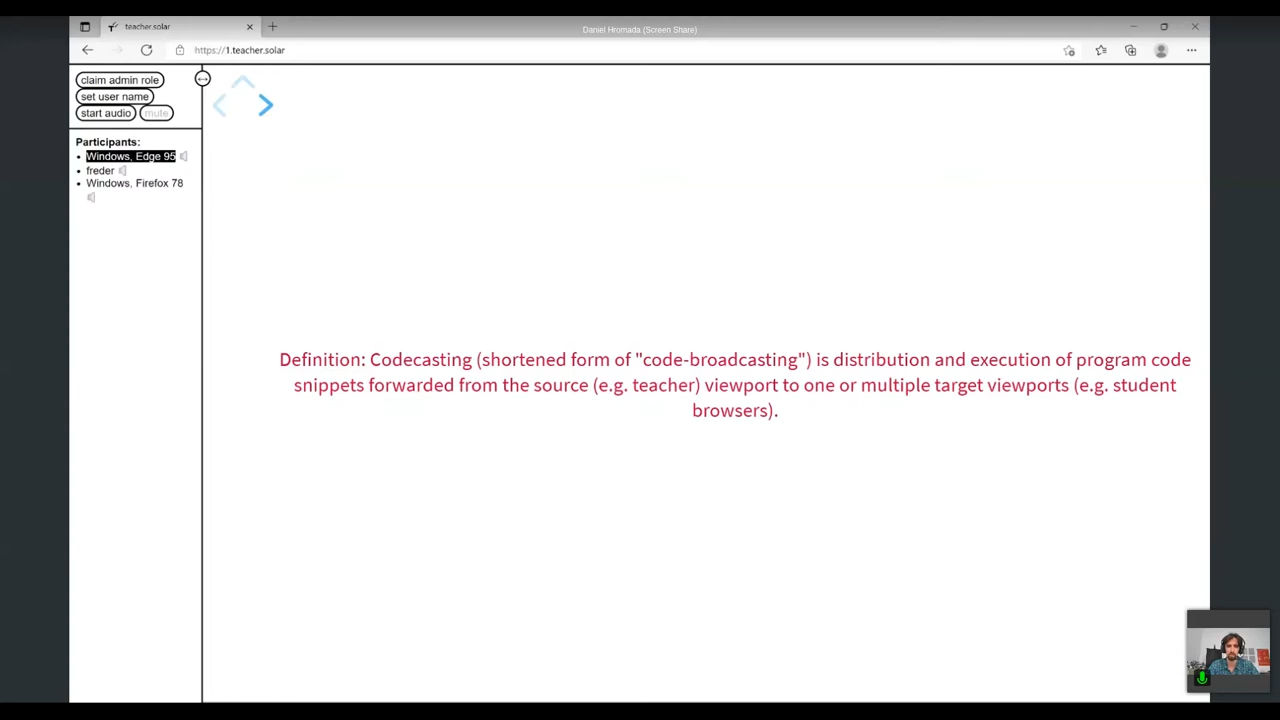 teacher.solar
Daniel Hromada (Screen Share)
https://1.teacher.solar
claim admin role
set user name
start audio mute
Participants:
Windows, Edge 95
freder
Windows, Firefox 78
Definition: Codecasting (shortened form of "code-broadcasting") is distribution and execution of program code
snippets forwarded from the source (e.g. teacher) viewport to one or multiple target viewports (e.g. student
browsers).